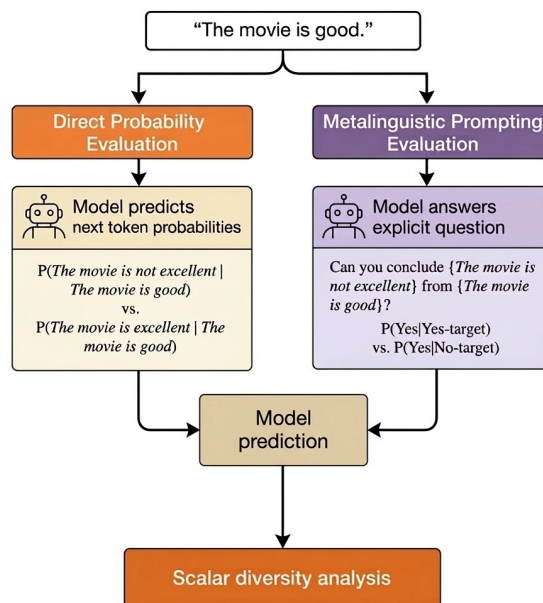 “The movie is good.”
Direct Probability
Evaluation
Model predicts
next token probabilities
P(The movie is not excellent |
The movie is good)
vs.
P(The movie is excellent | The
movie is good)
Metalinguistic Prompting
Evaluation
Model answers
explicit question
Can you conclude {The movie is
not excellent} from {The movie
is good}?
P(Yes|Yes-target)
vs. P(Yes|No-target)
Model
prediction
Scalar diversity analysis